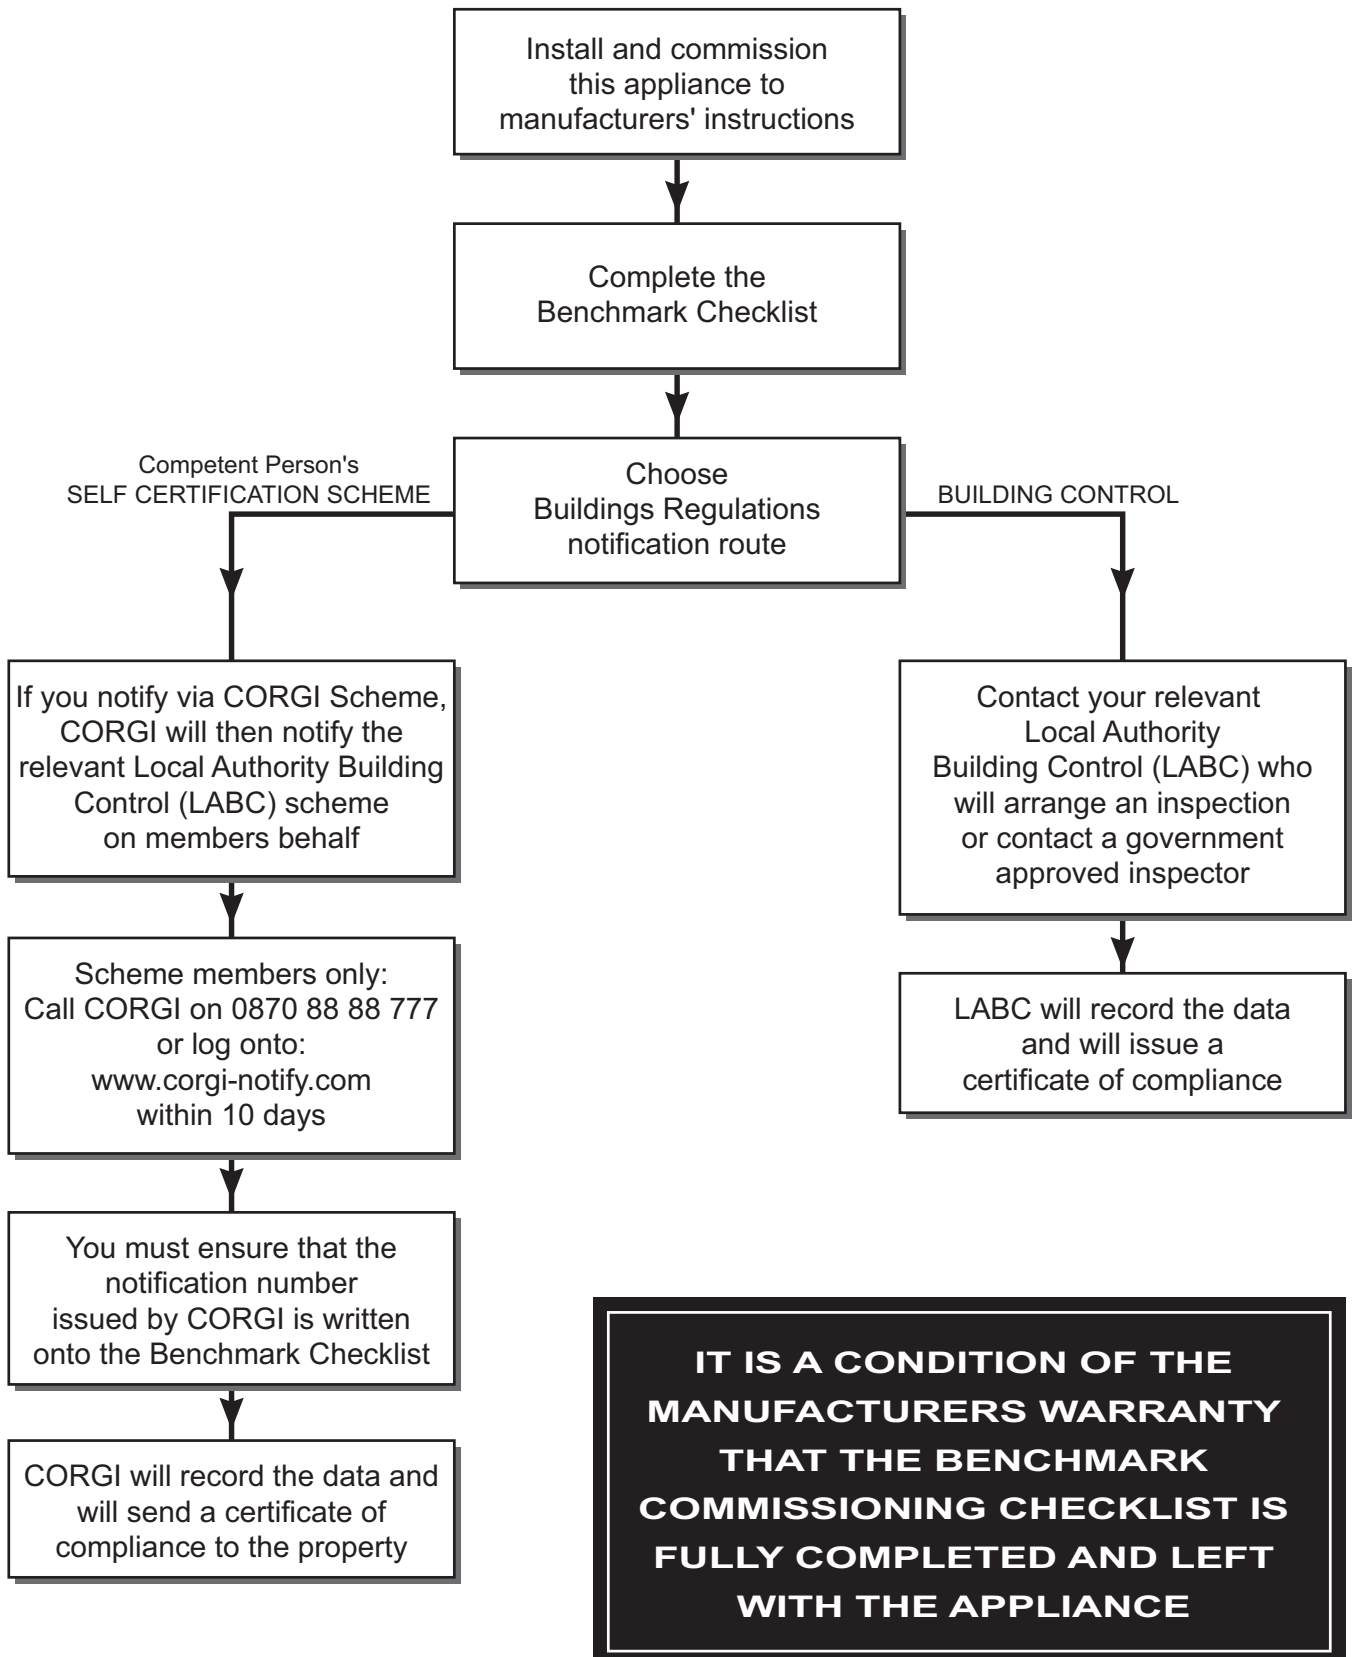 Install and commission
this appliance to
manufacturers' instructions
Complete the
Benchmark Checklist
Choose
Buildings Regulations
notification route
Competent Person's
SELF CERTIFICATION SCHEME
BUILDING CONTROL
If you notify via CORGI Scheme,
CORGI will then notify the
relevant Local Authority Building
Control (LABC) scheme
on members behalf
Scheme members only:
Call CORGI on 0870 88 88 777
or log onto:
www.corgi-notify.com
within 10 days
You must ensure that the
notification number
issued by CORGI is written
onto the Benchmark Checklist
CORGI will record the data and
will send a certificate of
compliance to the property
Contact your relevant
Local Authority
Building Control (LABC) who
will arrange an inspection
or contact a government
approved inspector
LABC will record the data
and will issue a
certificate of compliance
IT IS A CONDITION OF THE
MANUFACTURERS WARRANTY
THAT THE BENCHMARK
COMMISSIONING CHECKLIST IS
FULLY COMPLETED AND LEFT
WITH THE APPLIANCE